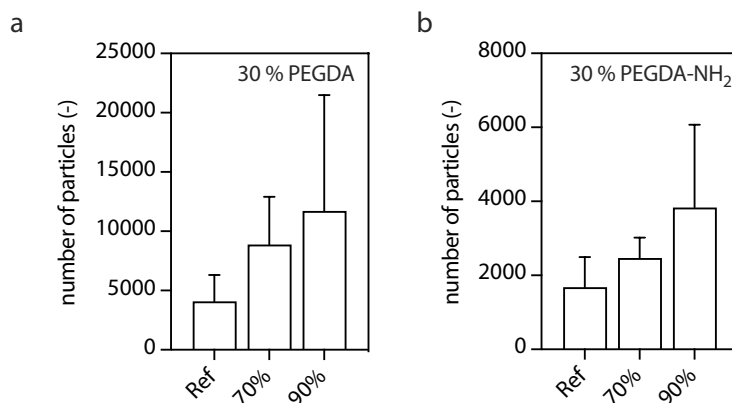 a
30 % PEGDA
number of particles (-)
25000
20000
15000
10000
5000
0
Ref
70%
90%
b
30 % PEGDA-NH2
number of particles (-)
8000
6000
4000
2000
0
Ref
70%
90%